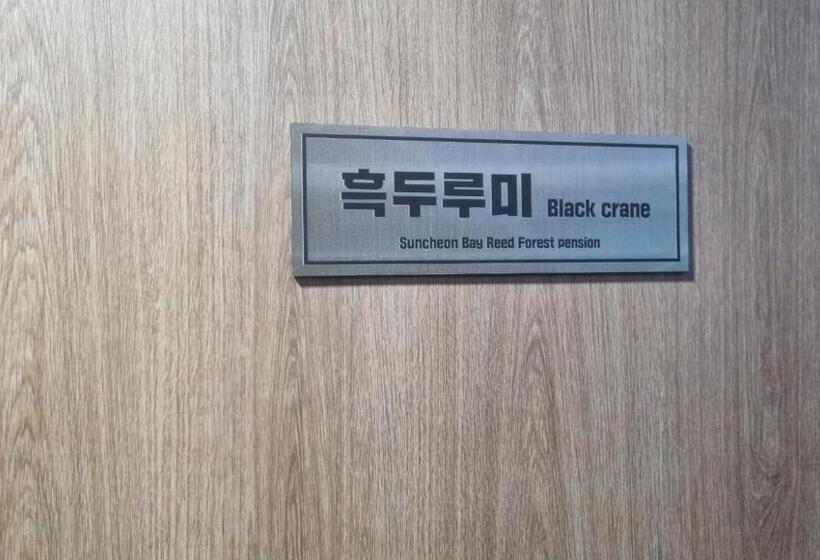 흑두루미 Black crane
Suncheon Bay Reed Forest pension